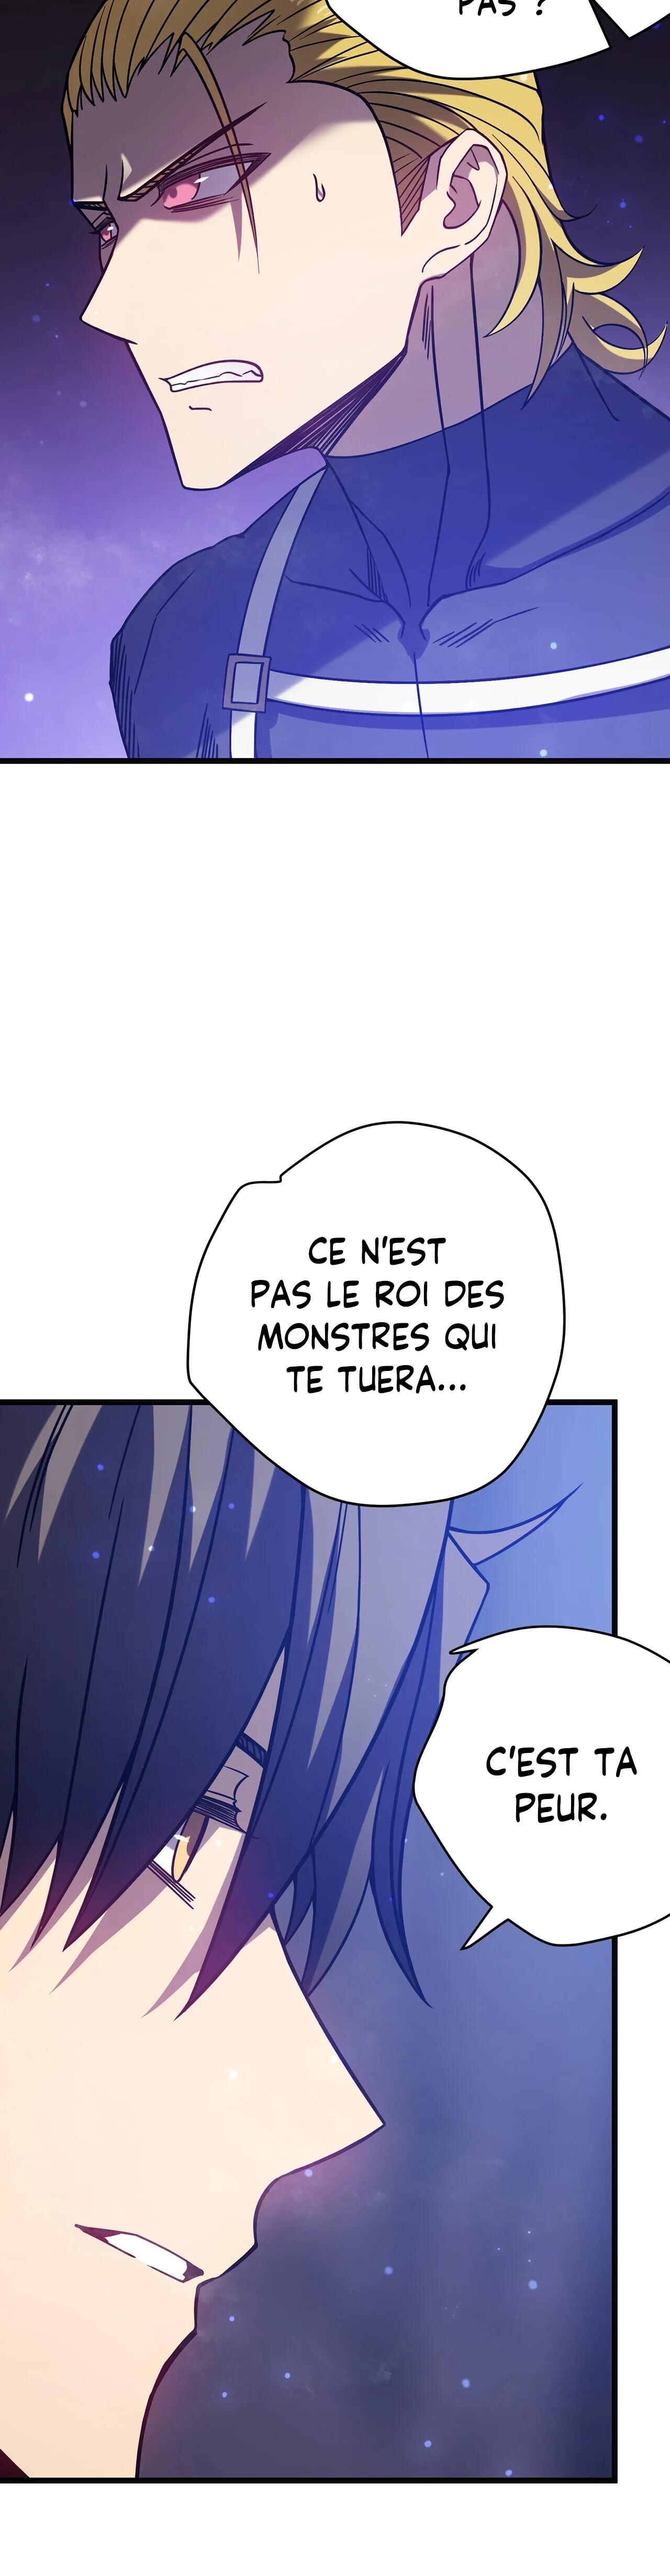 PAS ?
CE N'EST
PAS LE ROI DES
MONSTRES QUI
TE TUERA...
C'EST TA
PEUR.